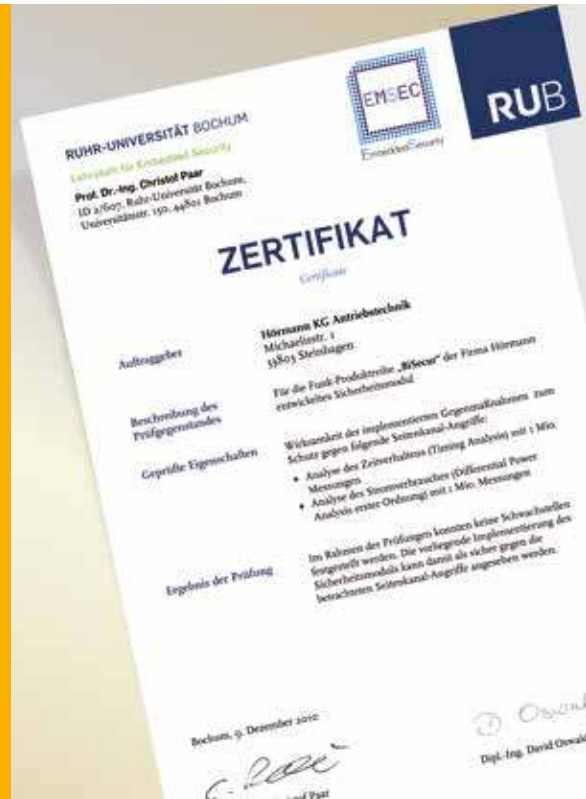 EMSEC
Embedded Security
RUB
RUHR-UNIVERSITÄT BOCHUM
Lehrstuhl für Embedded Security
Prof. Dr.-Ing. Christof Paar
ID 2/607, Ruhr-Universität Bochum,
Universitätsstr. 150, 44801 Bochum
ZERTIFIKAT
Certificate
Auftraggeber
Hörmann KG Antriebstechnik
Michaelisstr. 1
33803 Steinhagen
Beschreibung des
Prüfgegenstandes
Für die Funk-Produktreihe „BiSecur“ der Firma Hörmann
entwickeltes Sicherheitsmodul
Geprüfte Eigenschaften
Wirksamkeit der implementierten Gegenmaßnahmen zum
Schutz gegen folgende Seitenkanal-Angriffe:
• Analyse des Zeitverhaltens (Timing Analysis) mit 1 Mio.
Messungen
• Analyse des Stromverbrauches (Differential Power
Analysis erster Ordnung) mit 1 Mio. Messungen
Ergebnis der Prüfung
Im Rahmen der Prüfungen konnten keine Schwachstellen
festgestellt werden. Die vorliegende Implementierung des
Sicherheitsmoduls kann damit als sicher gegen die
betrachteten Seitenkanal-Angriffe angesehen werden.
Bochum, 9. Dezember 2010
C. Paar
Paar
D. Oswald
Dipl.-Ing. David Oswald